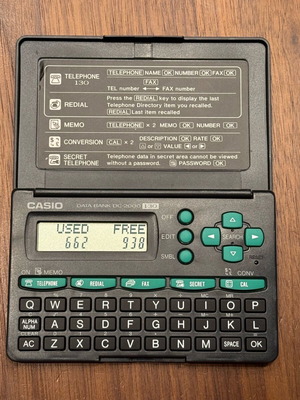 TELEPHONE 130
TELEPHONE NAME OK NUMBER OK FAX OK
FAX
TEL number ↔ FAX number
REDIAL
Press the REDIAL key to display the last
Telephone Directory item you recalled.
REDIAL Last item recalled
MEMO
TELEPHONE × 2 MEMO OK NUMBER OK
CONVERSION
CAL × 2 DESCRIPTION OK RATE OK
△ or ▽ VALUE ◁ or ▷
SECRET TELEPHONE
Telephone data in secret area cannot be viewed
without a password. PASSWORD OK
CASIO
DATA BANK 130
USED FREE
662 938
OFF
EDIT
SMBL
SEARCH
ON MEMO CONV
TELEPHONE REDIAL FAX SECRET CAL
Q W E R T Y U I O P
ALPHA NUM A S D F G H J K L
AC Z X C V B N M SPACE OK